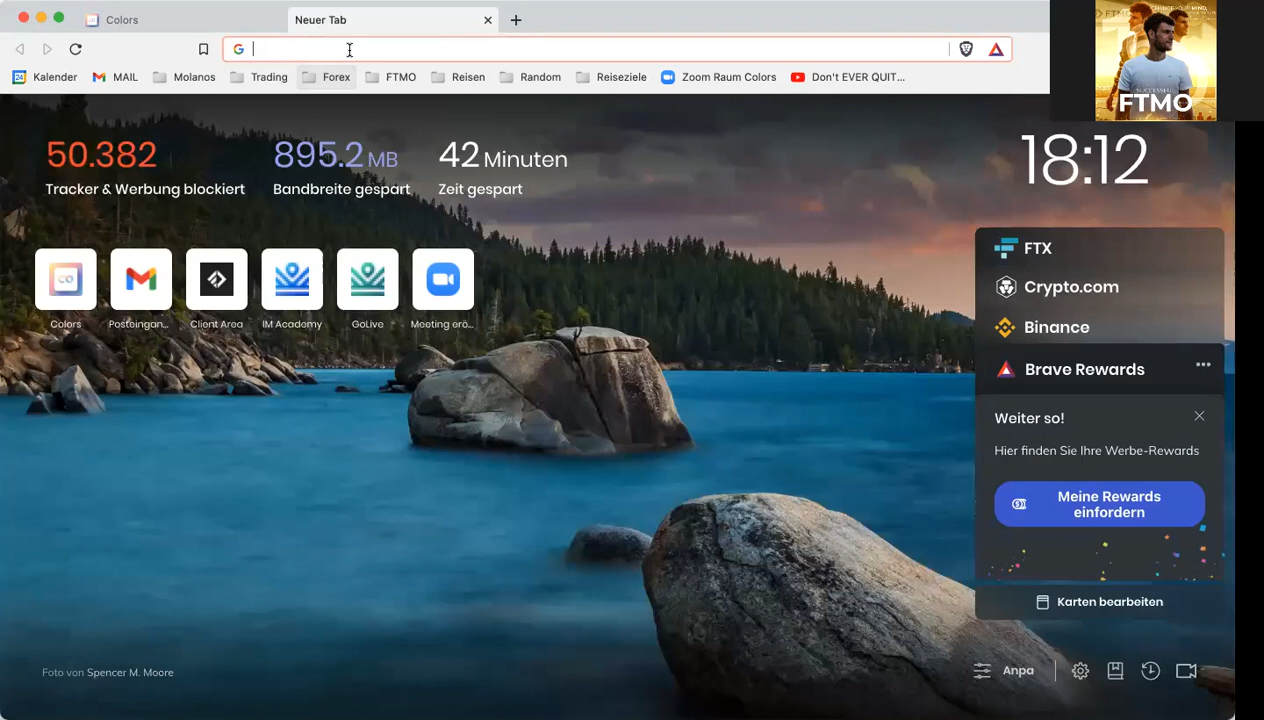 Colors
Neuer Tab
Kalender
MAIL
Molanos
Trading
Forex
FTMO
Reisen
Random
Reiseziele
Zoom Raum Colors
Don't EVER QUIT...
FTMO
50.382
Tracker & Werbung blockiert
895.2 MB
Bandbreite gespart
42 Minuten
Zeit gespart
18:12
Colors
Posteingan...
Client Area
IM Academy
GoLive
Meeting erö...
FTX
Crypto.com
Binance
Brave Rewards
Weiter so!
Hier finden Sie Ihre Werbe-Rewards
Meine Rewards
einfordern
Karten bearbeiten
Foto von Spencer M. Moore
Anpa